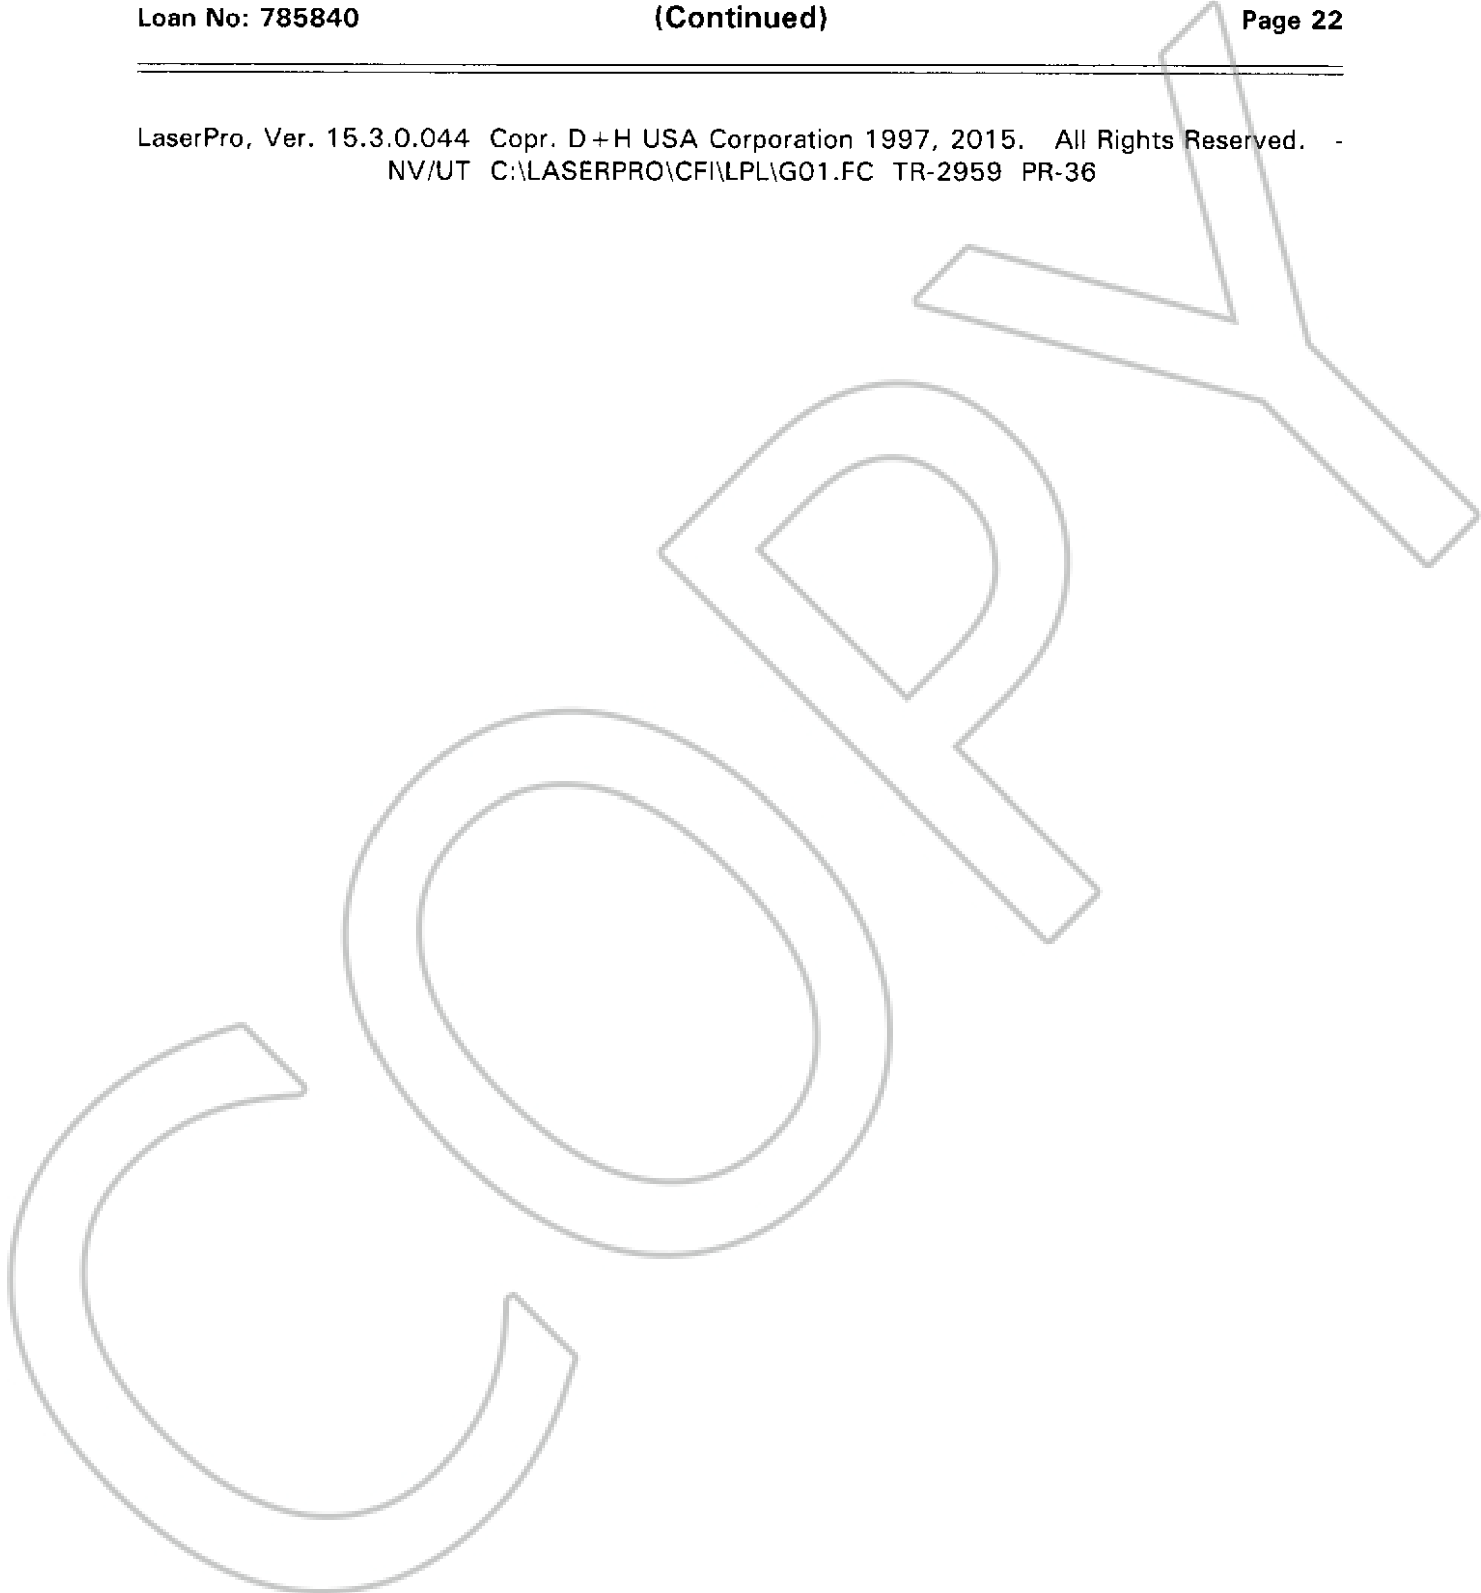 Loan No: 785840 (Continued) Page 22
LaserPro, Ver. 15.3.0.044 Copr. D+H USA Corporation 1997, 2015. All Rights Reserved. -
NV/UT C:\LASERPRO\CFI\LPL\G01.FC TR-2959 PR-36
COPY